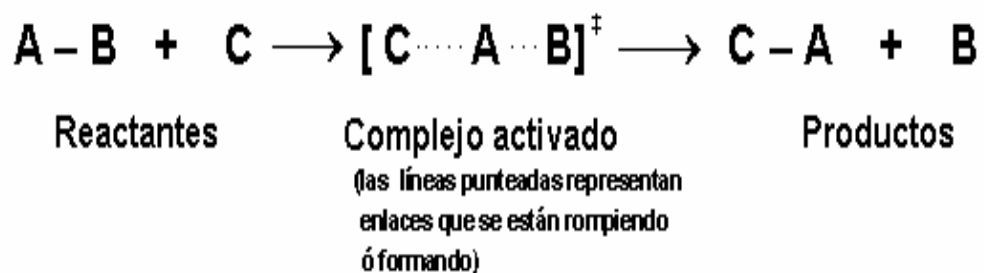 A – B + C ⟶ [ C ····· A ··· B ]‡ ⟶ C – A + B
Reactantes Complejo activado Productos
(las líneas punteadas representan
enlaces que se están rompiendo
ó formando)